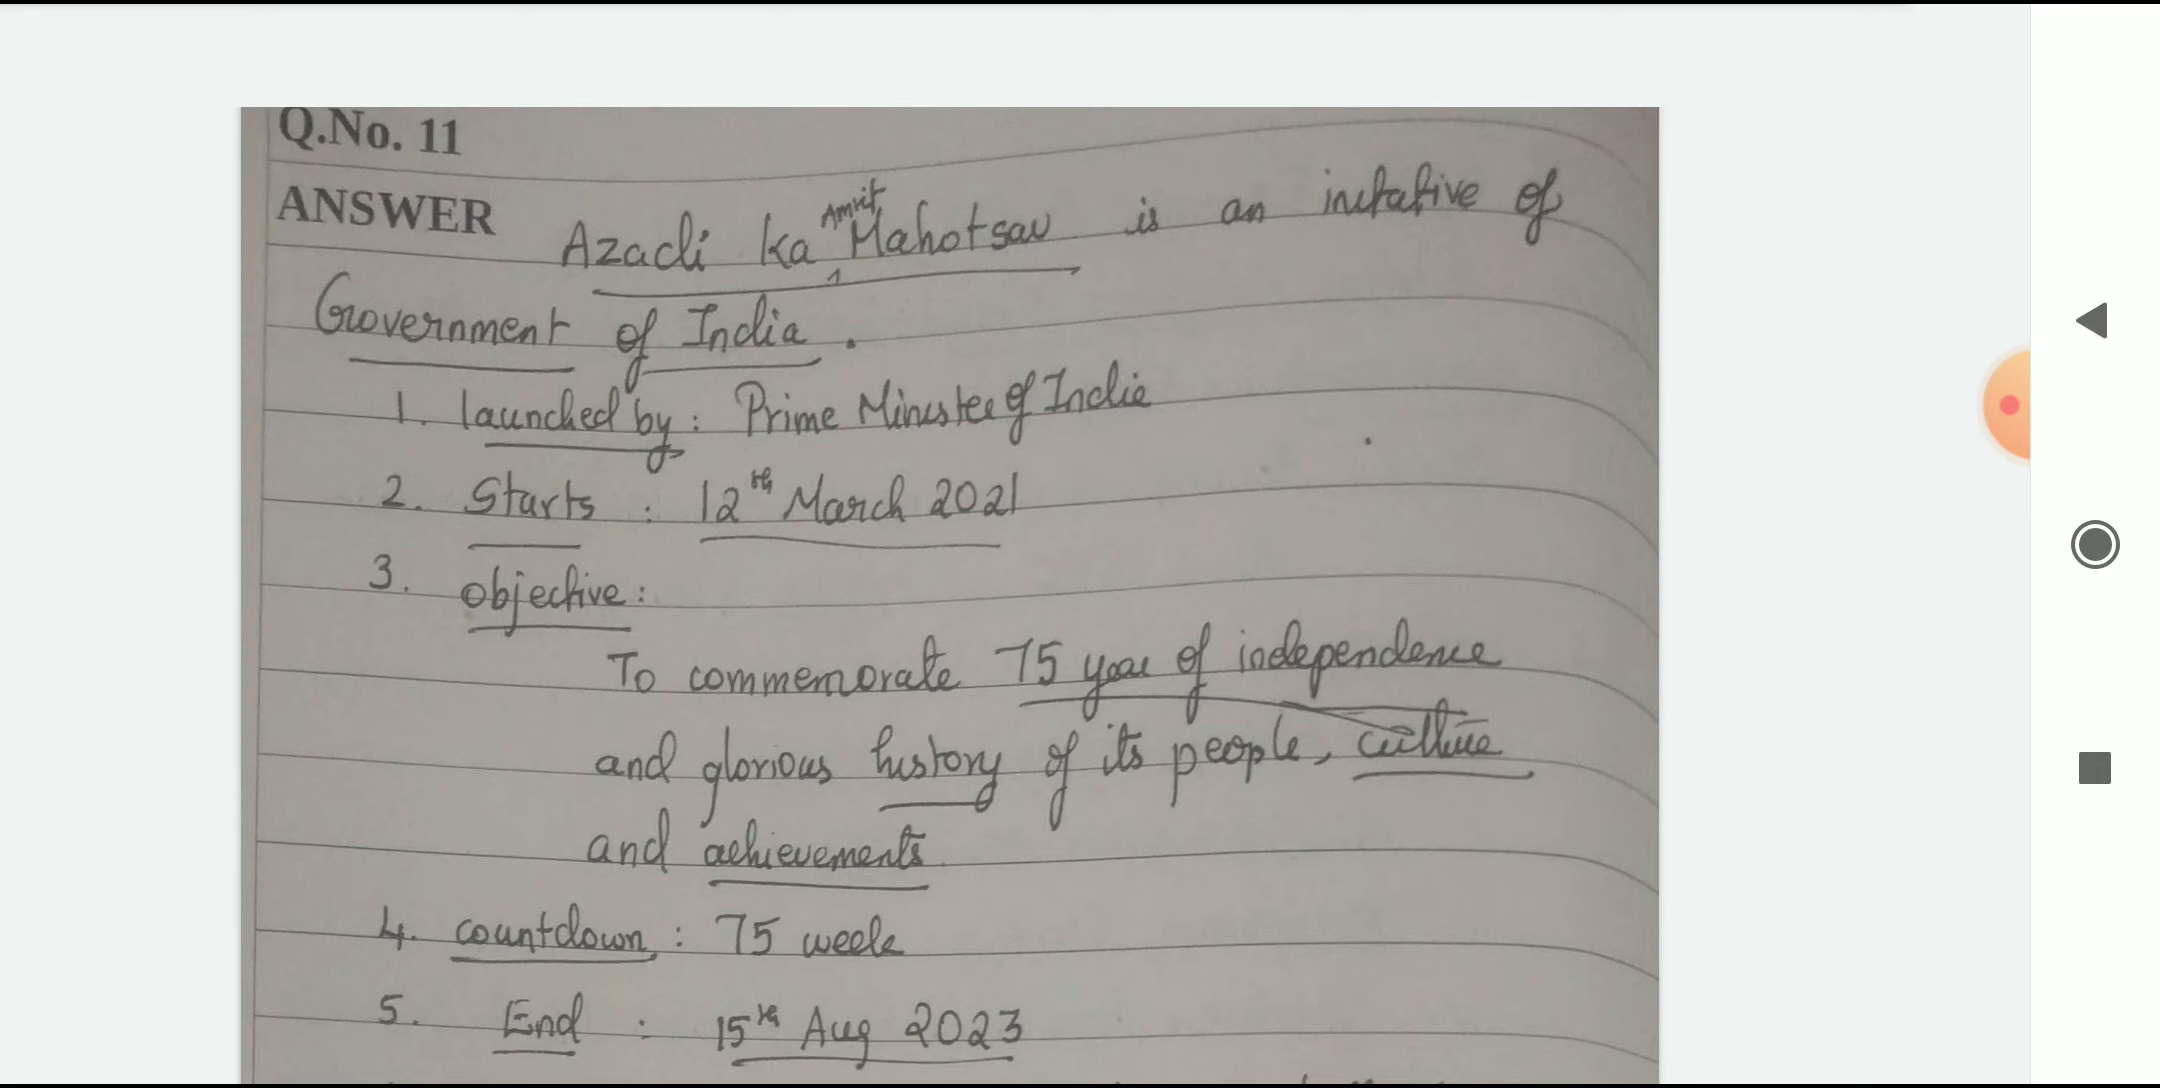 Q.No. 11
ANSWER Azadi ka Amrit Mahotsav is an initative of
Government of India.
1. launched by: Prime Minister of India
2. Starts : 12th March 2021
3. objective:
To commemorate 75 year of independence
and glorious history of its people, culture
and achievements
4. countdown: 75 week
5. End : 15th Aug 2023